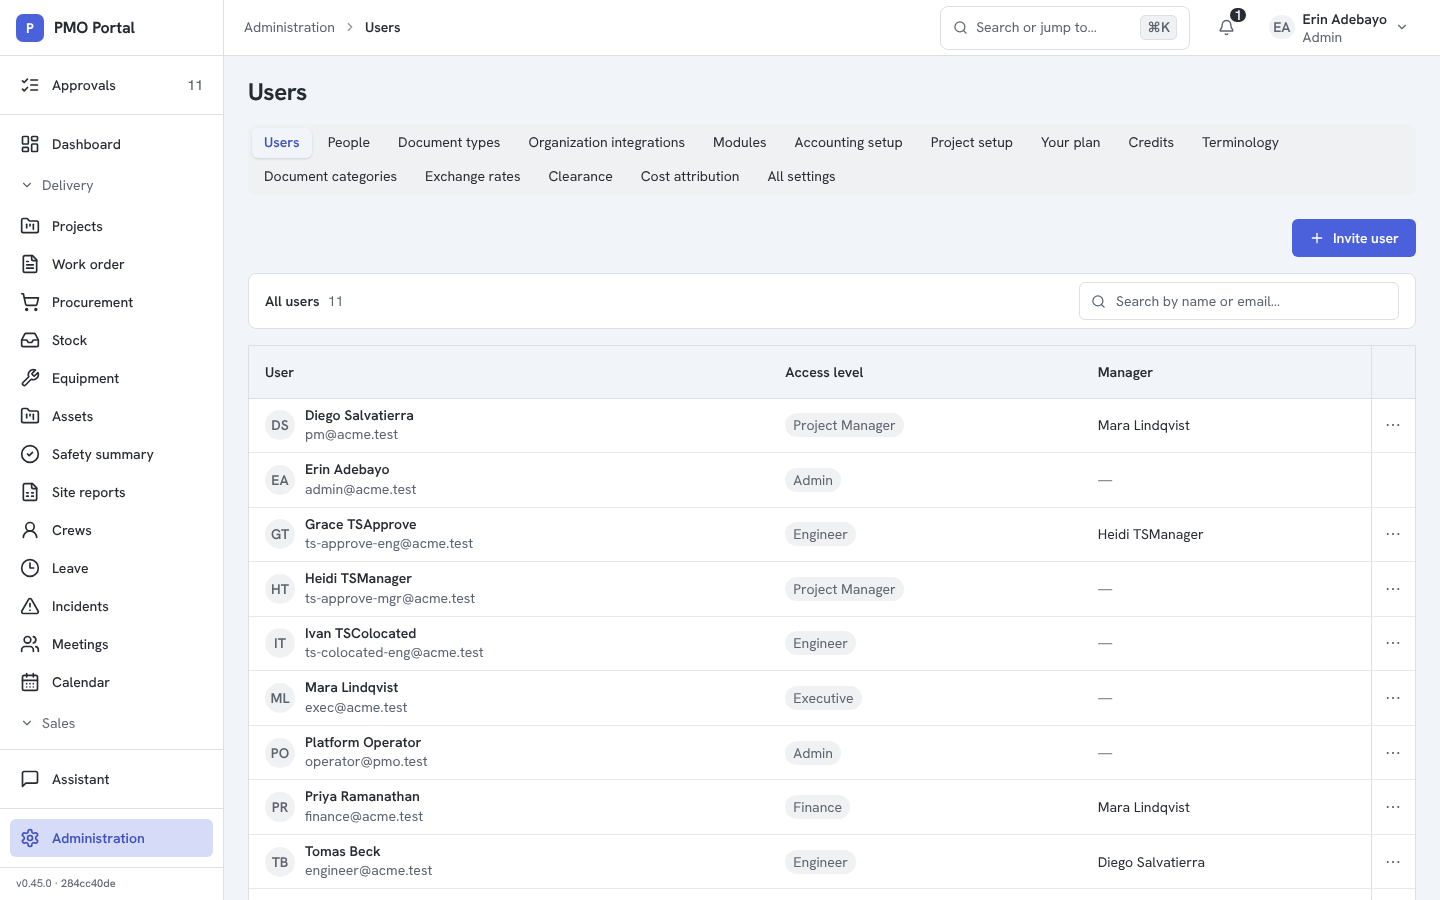 P PMO Portal
Administration > Users
Search or jump to... ⌘K
1
EA
Erin Adebayo
Admin
Approvals 11
Dashboard
Delivery
Projects
Work order
Procurement
Stock
Equipment
Assets
Safety summary
Site reports
Crews
Leave
Incidents
Meetings
Calendar
Sales
Assistant
Administration
v0.45.0 · 284cc40de
Users
Users People Document types Organization integrations Modules Accounting setup Project setup Your plan Credits Terminology
Document categories Exchange rates Clearance Cost attribution All settings
+ Invite user
All users 11
Search by name or email...
User Access level Manager
DS Diego Salvatierra Project Manager Mara Lindqvist ...
pm@acme.test
EA Erin Adebayo Admin —
admin@acme.test
GT Grace TSApprove Engineer Heidi TSManager ...
ts-approve-eng@acme.test
HT Heidi TSManager Project Manager — ...
ts-approve-mgr@acme.test
IT Ivan TSColocated Engineer — ...
ts-colocated-eng@acme.test
ML Mara Lindqvist Executive — ...
exec@acme.test
PO Platform Operator Admin — ...
operator@pmo.test
PR Priya Ramanathan Finance Mara Lindqvist ...
finance@acme.test
TB Tomas Beck Engineer Diego Salvatierra ...
engineer@acme.test